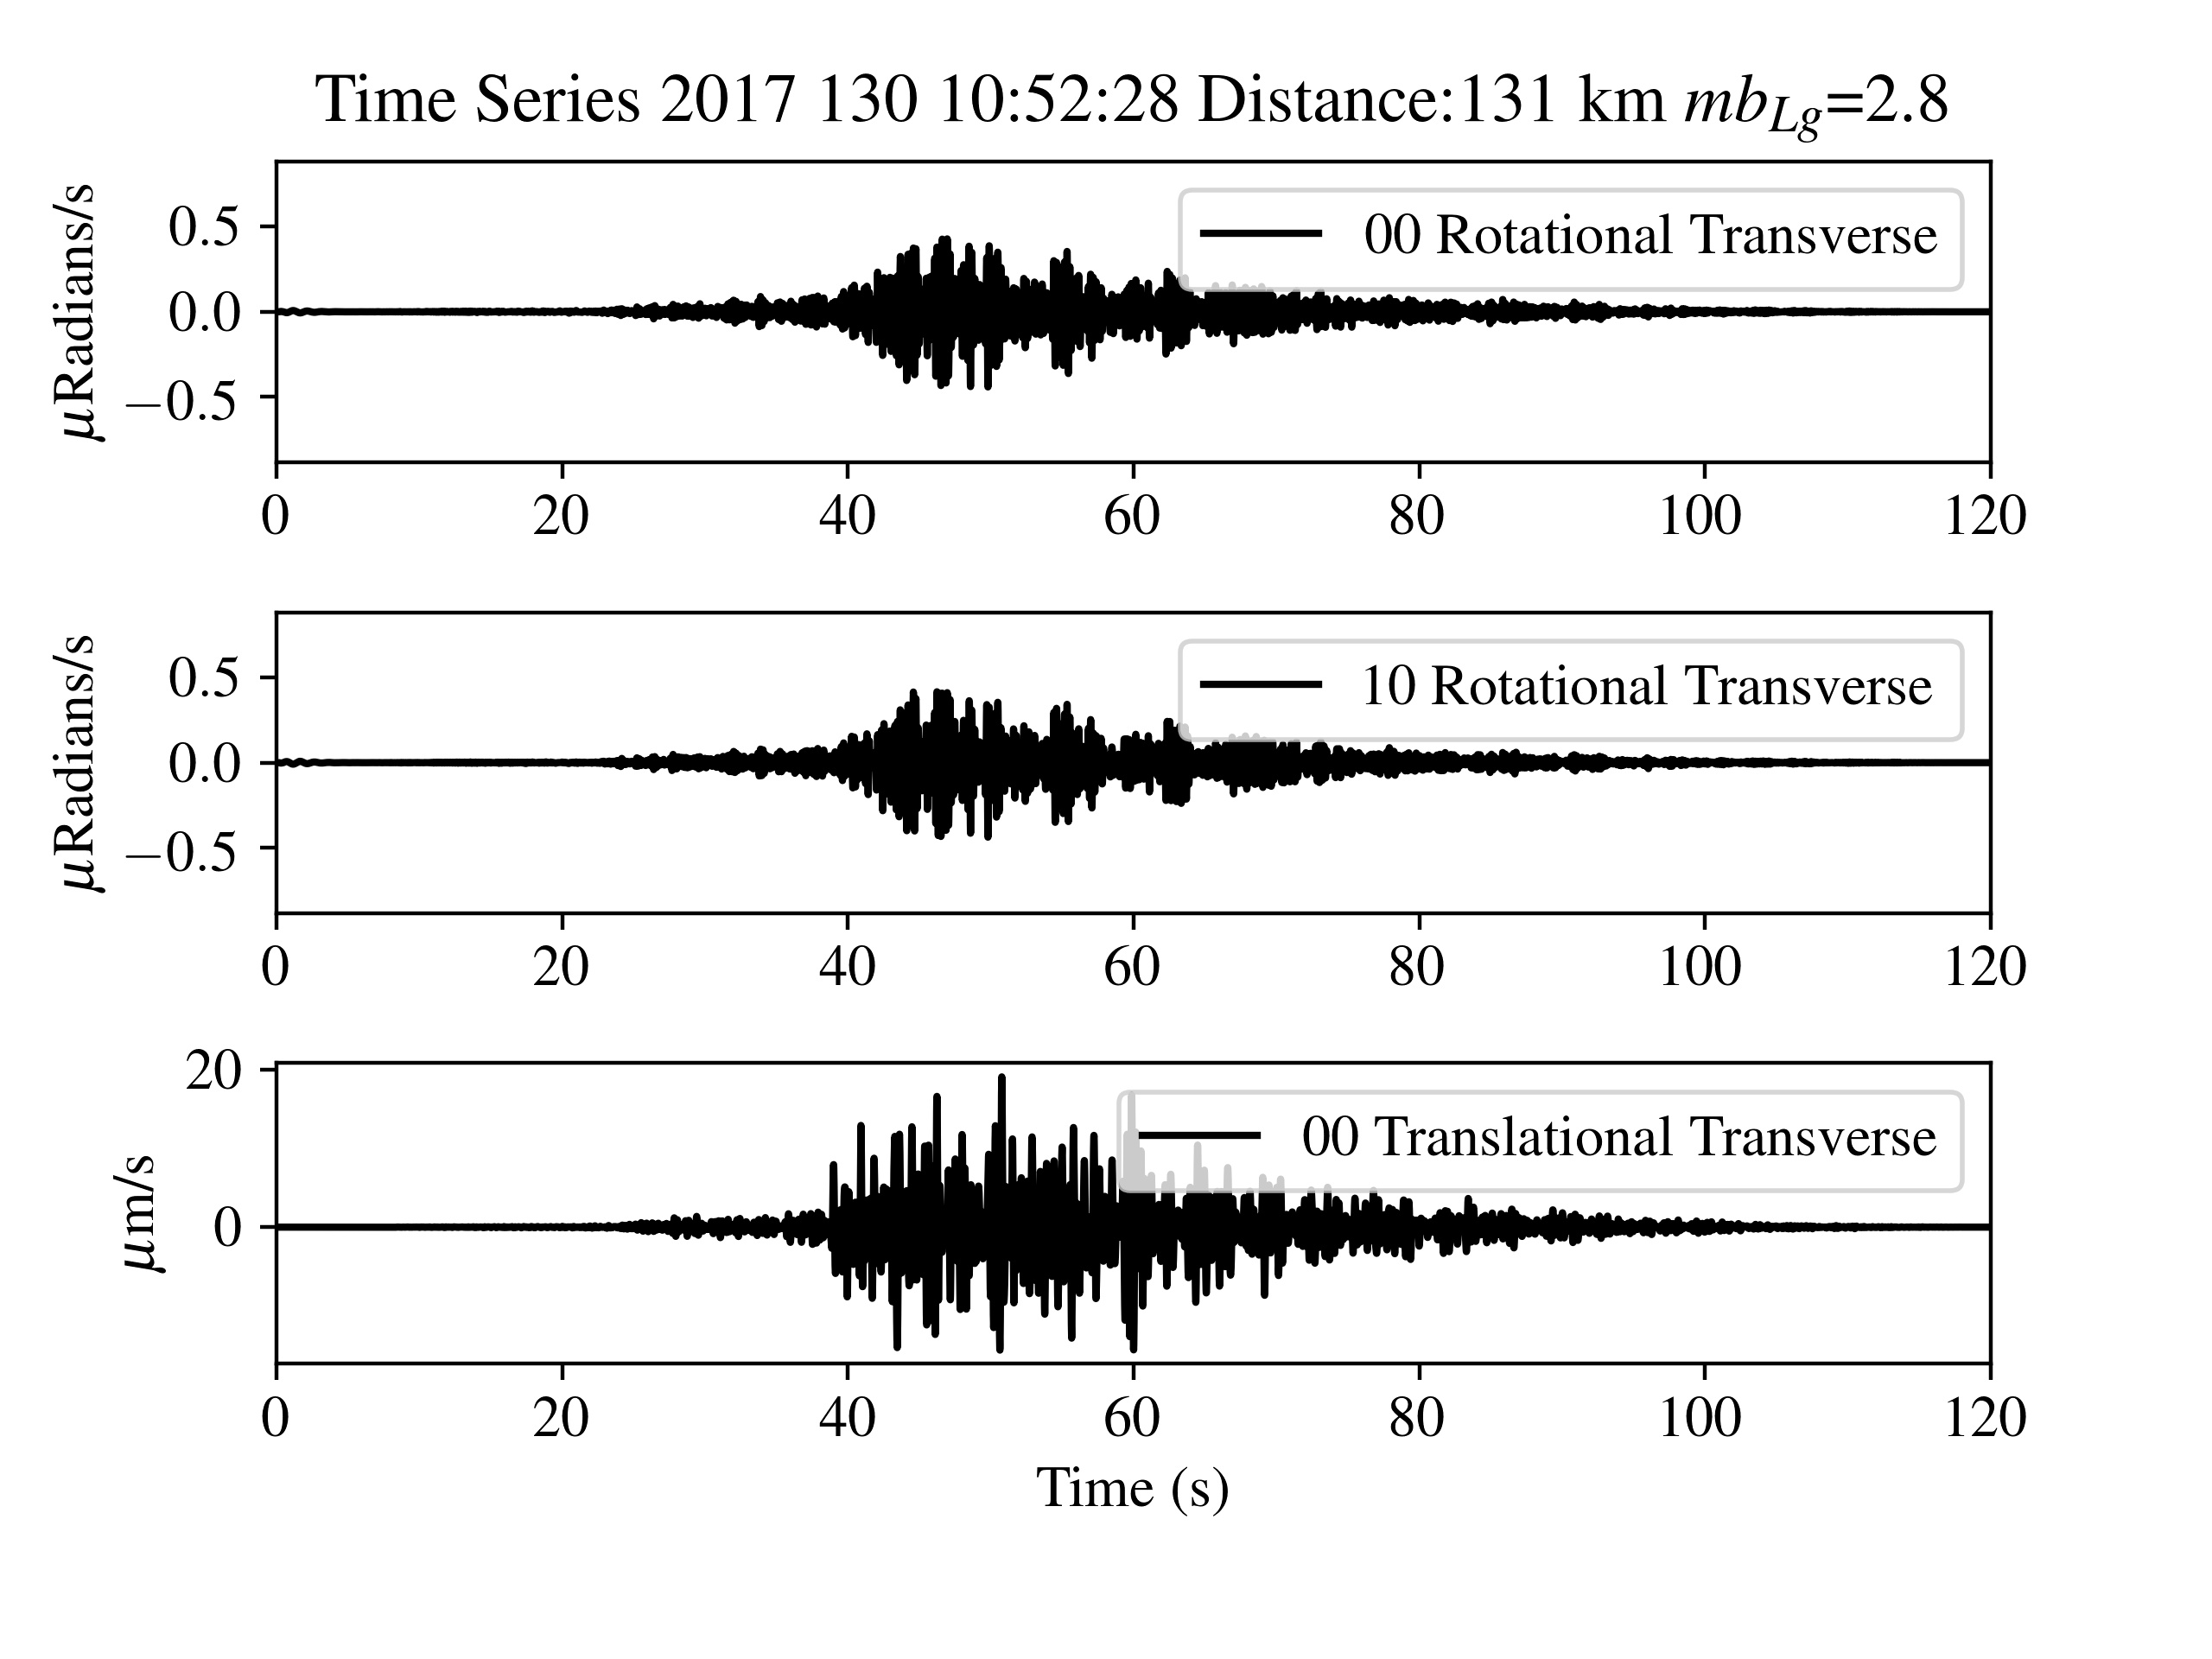 Time Series 2017 130 10:52:28 Distance:131 km mbLg=2.8
μRadians/s
0.5
0.0
−0.5
00 Rotational Transverse
0 20 40 60 80 100 120
μRadians/s
0.5
0.0
−0.5
10 Rotational Transverse
0 20 40 60 80 100 120
μm/s
20
0
00 Translational Transverse
0 20 40 60 80 100 120
Time (s)